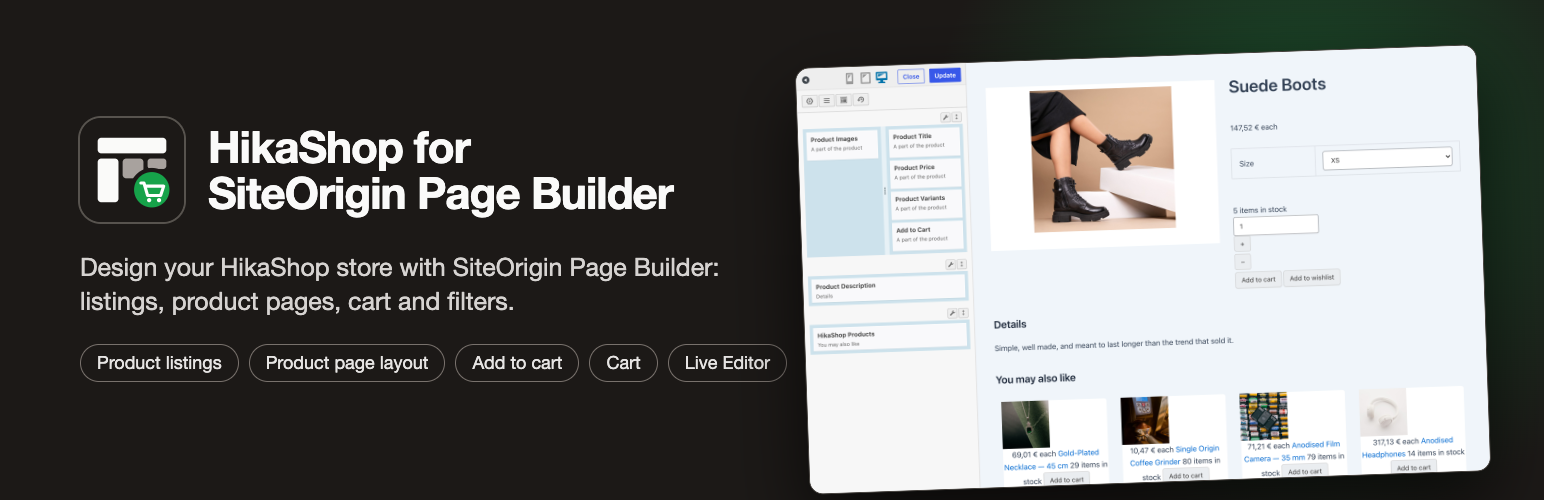 HikaShop for
SiteOrigin Page Builder
Design your HikaShop store with SiteOrigin Page Builder:
listings, product pages, cart and filters.
Product listings
Product page layout
Add to cart
Cart
Live Editor
Close
Update
Product Images
A part of the product
Product Title
A part of the product
Product Price
A part of the product
Product Variants
A part of the product
Add to Cart
A part of the product
Product Description
Details
HikaShop Products
You may also like
Suede Boots
147,52 € each
Size
XS
5 items in stock
1
+
−
Add to cart
Add to wishlist
Details
Simple, well made, and meant to last longer than the trend that sold it.
You may also like
69,01 € each Gold-Plated
Necklace — 45 cm 29 items in
stock Add to cart
10,47 € each Single Origin
Coffee Grinder 80 items in
stock Add to cart
71,21 € each Anodised Film
Camera — 35 mm 79 items in
stock Add to cart
317,13 € each Anodised
Headphones 14 items in stock
Add to cart